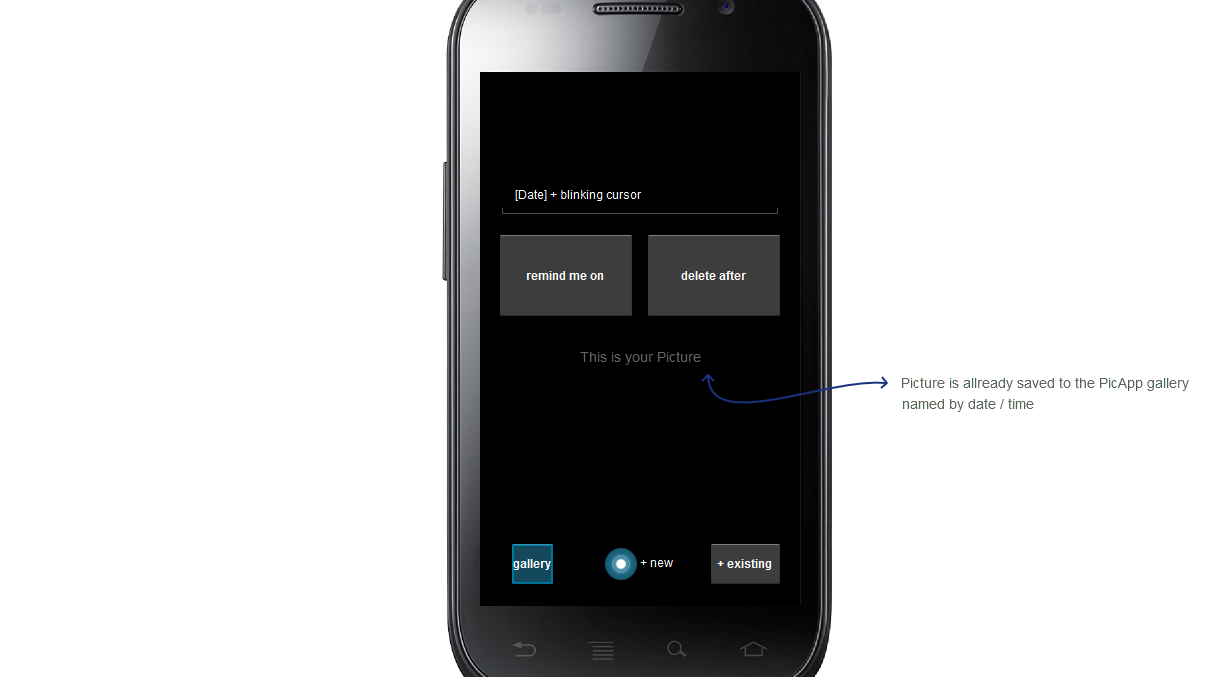 [Date] + blinking cursor
remind me on
delete after
This is your Picture
Picture is allready saved to the PicApp gallery
named by date / time
gallery
+ new
+ existing